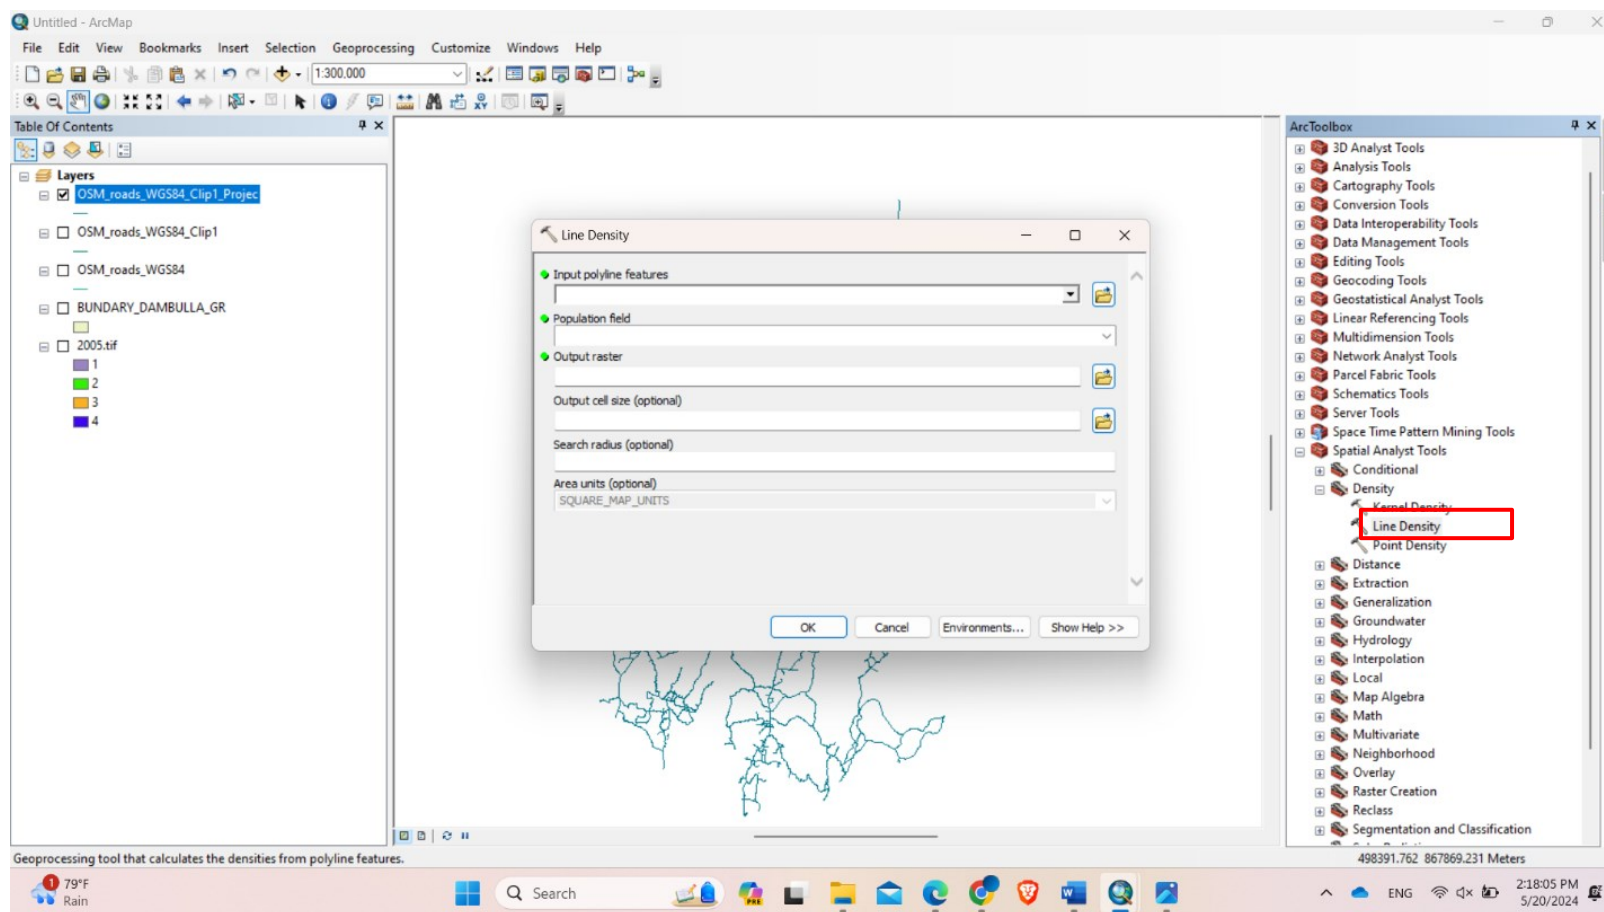 Untitled - ArcMap
File Edit View Bookmarks Insert Selection Geoprocessing Customize Windows Help
1:300,000
Table Of Contents
Layers
OSM_roads_WGS84_Clip1_Projec
OSM_roads_WGS84_Clip1
OSM_roads_WGS84
BUNDARY_DAMBULLA_GR
2005.tif
1
2
3
4
Line Density
Input polyline features
Population field
Output raster
Output cell size (optional)
Search radius (optional)
Area units (optional)
SQUARE_MAP_UNITS
OK Cancel Environments... Show Help >>
ArcToolbox
3D Analyst Tools
Analysis Tools
Cartography Tools
Conversion Tools
Data Interoperability Tools
Data Management Tools
Editing Tools
Geocoding Tools
Geostatistical Analyst Tools
Linear Referencing Tools
Multidimension Tools
Network Analyst Tools
Parcel Fabric Tools
Schematics Tools
Server Tools
Space Time Pattern Mining Tools
Spatial Analyst Tools
Conditional
Density
Kernel Density
Line Density
Point Density
Distance
Extraction
Generalization
Groundwater
Hydrology
Interpolation
Local
Map Algebra
Math
Multivariate
Neighborhood
Overlay
Raster Creation
Reclass
Segmentation and Classification
Geoprocessing tool that calculates the densities from polyline features.
498391.762 867869.231 Meters
1
79°F
Rain
Search
PRE
ENG
2:18:05 PM
5/20/2024